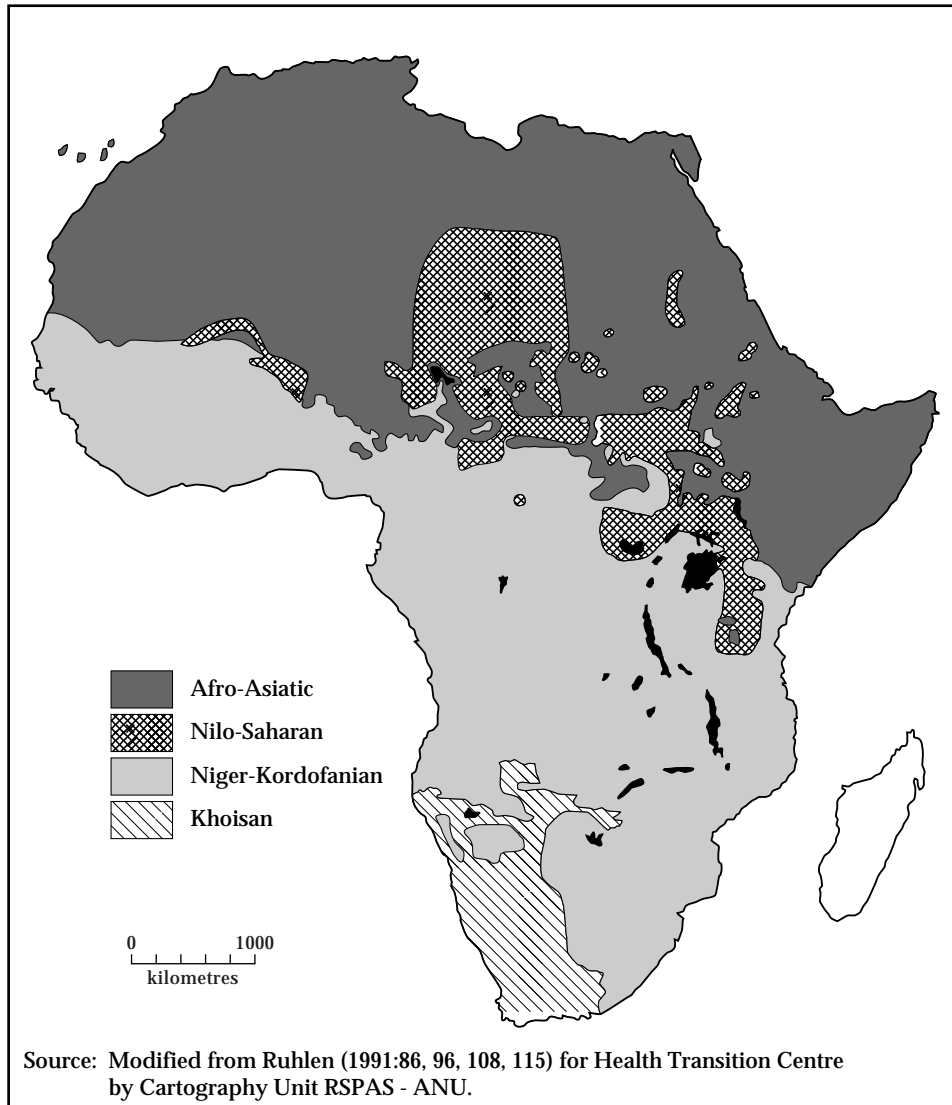 Afro-Asiatic
Nilo-Saharan
Niger-Kordofanian
Khoisan
0 1000
kilometres
Source: Modified from Ruhlen (1991:86, 96, 108, 115) for Health Transition Centre
by Cartography Unit RSPAS - ANU.